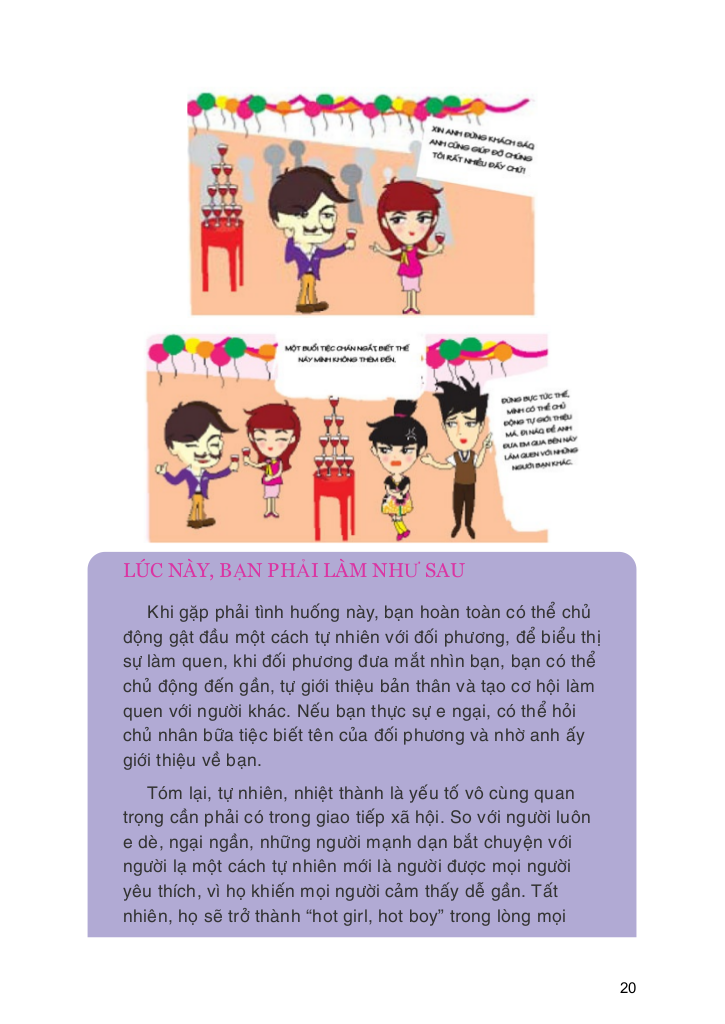 XIN ANH ĐỪNG KHÁCH SÁO,
ANH CŨNG GIÚP ĐỠ CHÚNG
TÔI RẤT NHIỀU ĐẤY CHỨ!
MỘT BUỔI TIỆC CHÁN NGẮT, BIẾT THẾ
NÀY MÌNH KHÔNG THÈM ĐẾN.
ĐỪNG BỰC TỨC THẾ,
MÌNH CÓ THỂ CHỦ
ĐỘNG TỰ GIỚI THIỆU
MÀ. ĐI NÀO, ĐỂ ANH
ĐƯA EM QUA BÊN NÀY
LÀM QUEN VỚI NHỮNG
NGƯỜI BẠN KHÁC.
LÚC NÀY, BẠN PHẢI LÀM NHƯ SAU
Khi gặp phải tình huống này, bạn hoàn toàn có thể chủ
động gật đầu một cách tự nhiên với đối phương, để biểu thị
sự làm quen, khi đối phương đưa mắt nhìn bạn, bạn có thể
chủ động đến gần, tự giới thiệu bản thân và tạo cơ hội làm
quen với người khác. Nếu bạn thực sự e ngại, có thể hỏi
chủ nhân bữa tiệc biết tên của đối phương và nhờ anh ấy
giới thiệu về bạn.
Tóm lại, tự nhiên, nhiệt thành là yếu tố vô cùng quan
trọng cần phải có trong giao tiếp xã hội. So với người luôn
e dè, ngại ngần, những người mạnh dạn bắt chuyện với
người lạ một cách tự nhiên mới là người được mọi người
yêu thích, vì họ khiến mọi người cảm thấy dễ gần. Tất
nhiên, họ sẽ trở thành “hot girl, hot boy” trong lòng mọi
20